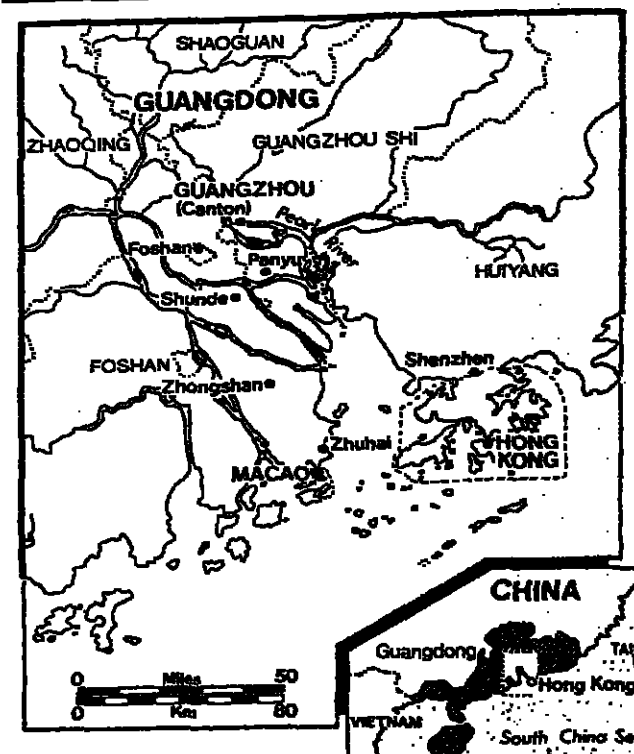 SHAOGUAN
GUANGDONG
ZHAOQING
GUANGZHOU SHI
GUANGZHOU
(Canton)
Pearl
River
Foshan
Panyu
HUIYANG
Shunde
FOSHAN
Shenzhen
Zhongshan
Zhuhai
HONG
KONG
MACAO
0 Miles 50
0 Km 80
CHINA
Guangdong
TA
Hong Kong
VIETNAM
South China Se